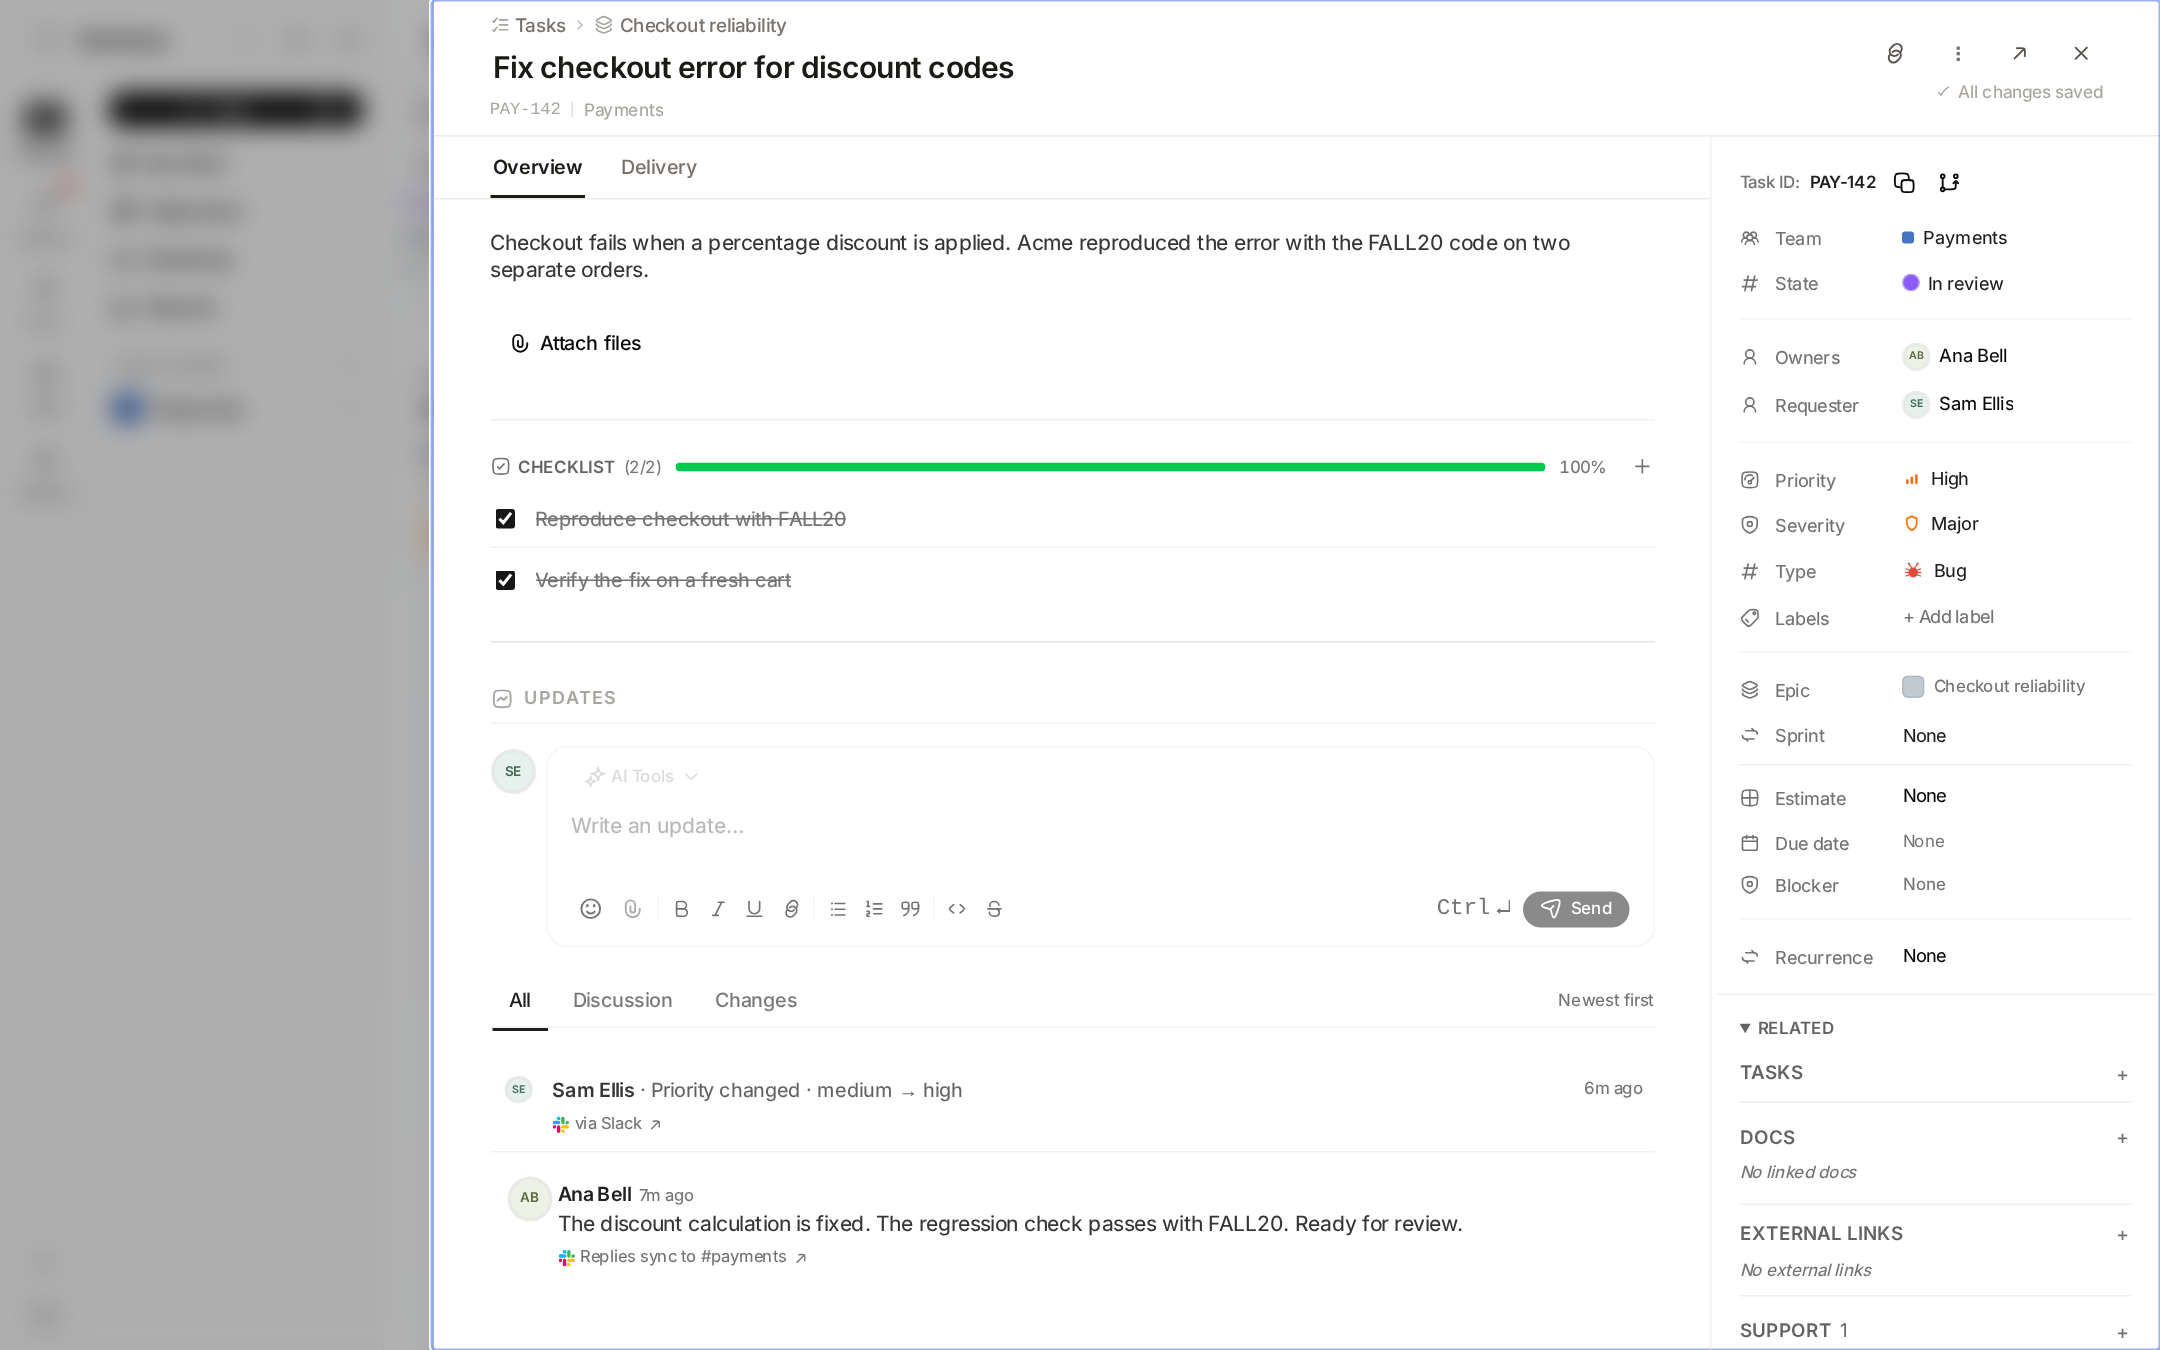 Tasks > Checkout reliability
Fix checkout error for discount codes
PAY-142 | Payments
✓ All changes saved
Overview
Delivery
Checkout fails when a percentage discount is applied. Acme reproduced the error with the FALL20 code on two
separate orders.
Attach files
CHECKLIST (2/2)
100%
Reproduce checkout with FALL20
Verify the fix on a fresh cart
UPDATES
SE
AI Tools
Write an update...
Ctrl ↵
Send
All
Discussion
Changes
Newest first
SE
Sam Ellis · Priority changed · medium → high
6m ago
via Slack ↗
AB
Ana Bell 7m ago
The discount calculation is fixed. The regression check passes with FALL20. Ready for review.
Replies sync to #payments ↗
Task ID: PAY-142
Team
Payments
State
In review
Owners
AB
Ana Bell
Requester
SE
Sam Ellis
Priority
High
Severity
Major
Type
Bug
Labels
+ Add label
Epic
Checkout reliability
Sprint
None
Estimate
None
Due date
None
Blocker
None
Recurrence
None
▼ RELATED
TASKS
+
DOCS
+
No linked docs
EXTERNAL LINKS
+
No external links
SUPPORT 1
+